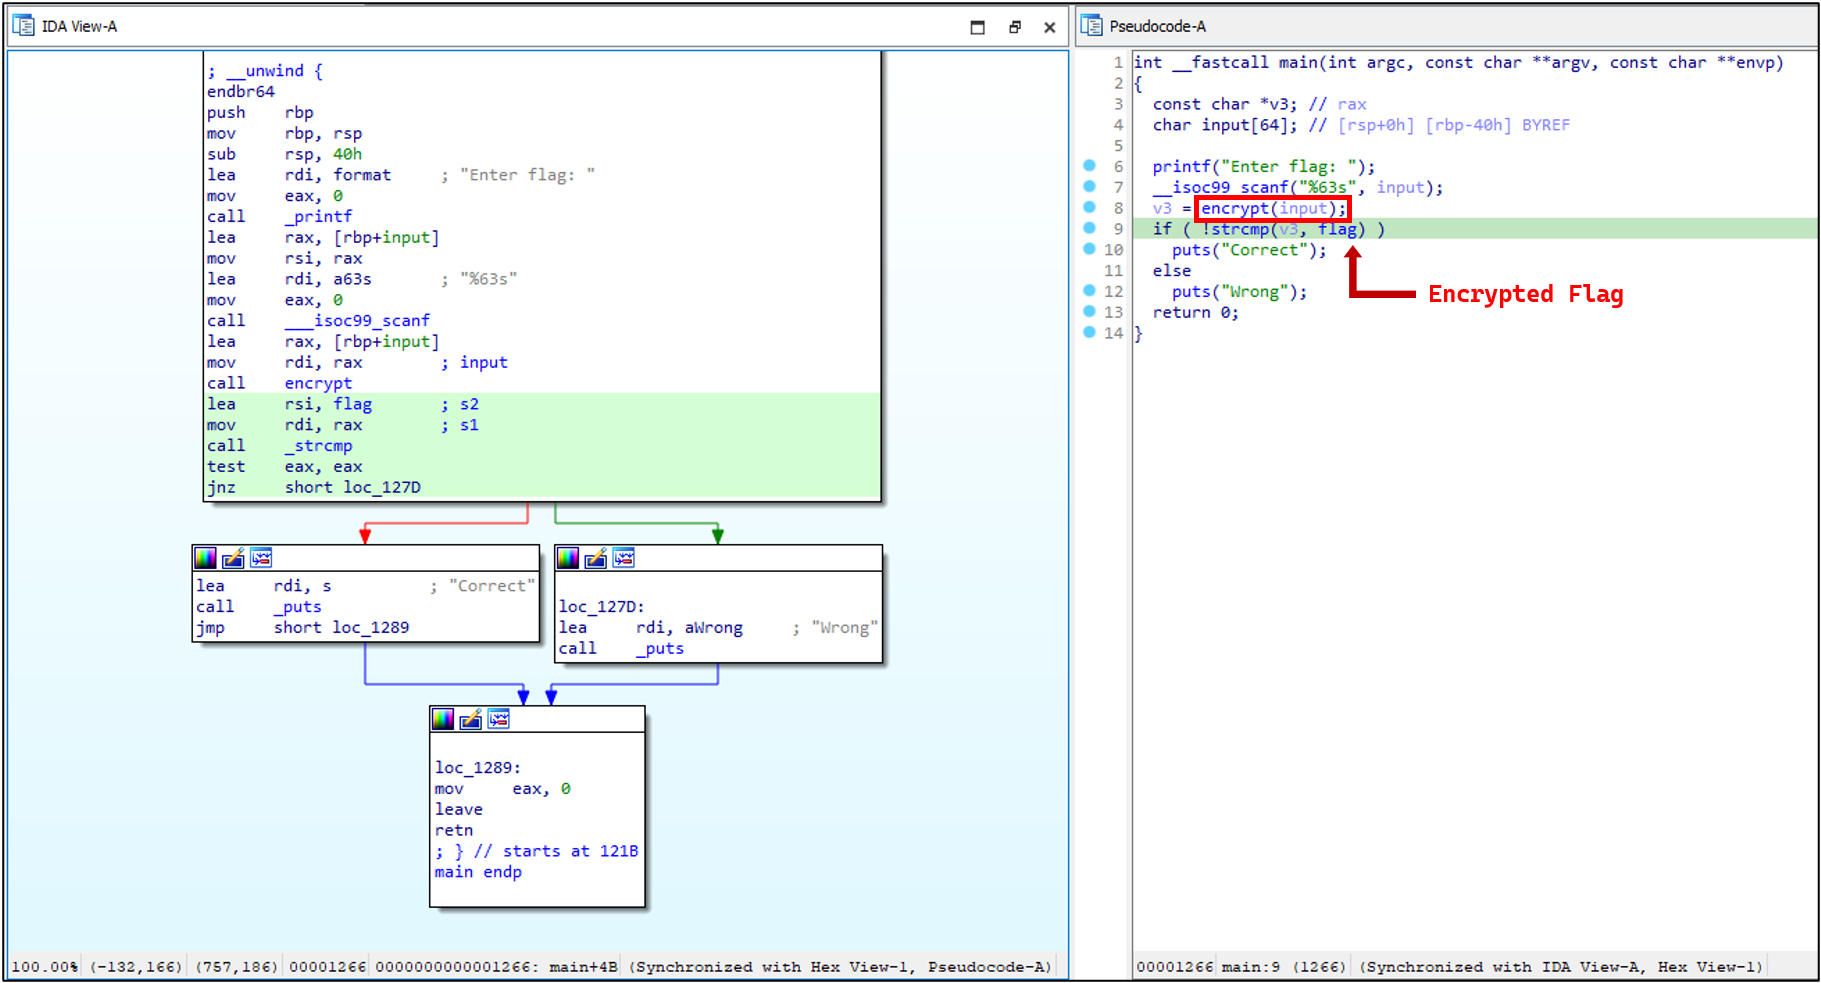 IDA View-A
; __unwind {
endbr64
push rbp
mov rbp, rsp
sub rsp, 40h
lea rdi, format ; "Enter flag: "
mov eax, 0
call _printf
lea rax, [rbp+input]
mov rsi, rax
lea rdi, a63s ; "%63s"
mov eax, 0
call ___isoc99_scanf
lea rax, [rbp+input]
mov rdi, rax ; input
call encrypt
lea rsi, flag ; s2
mov rdi, rax ; s1
call _strcmp
test eax, eax
jnz short loc_127D
lea rdi, s ; "Correct"
call _puts
jmp short loc_1289
loc_127D:
lea rdi, aWrong ; "Wrong"
call _puts
loc_1289:
mov eax, 0
leave
retn
; } // starts at 121B
main endp
100.00% (-132,166) (757,186) 00001266 0000000000001266: main+4B (Synchronized with Hex View-1, Pseudocode-A)
Pseudocode-A
1 int __fastcall main(int argc, const char **argv, const char **envp)
2 {
3 const char *v3; // rax
4 char input[64]; // [rsp+0h] [rbp-40h] BYREF
5
6 printf("Enter flag: ");
7 __isoc99_scanf("%63s", input);
8 v3 = encrypt(input);
9 if ( !strcmp(v3, flag) )
10 puts("Correct");
11 else
12 puts("Wrong");
13 return 0;
14 }
Encrypted Flag
00001266 main:9 (1266) (Synchronized with IDA View-A, Hex View-1)